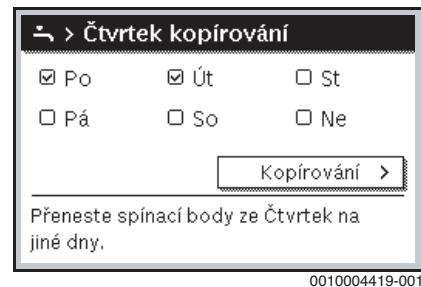 > Čtvrtek kopírování
Po Út St
Pá So Ne
Kopírování >
Přeneste spínací body ze Čtvrtek na
jiné dny.
0010004419-001